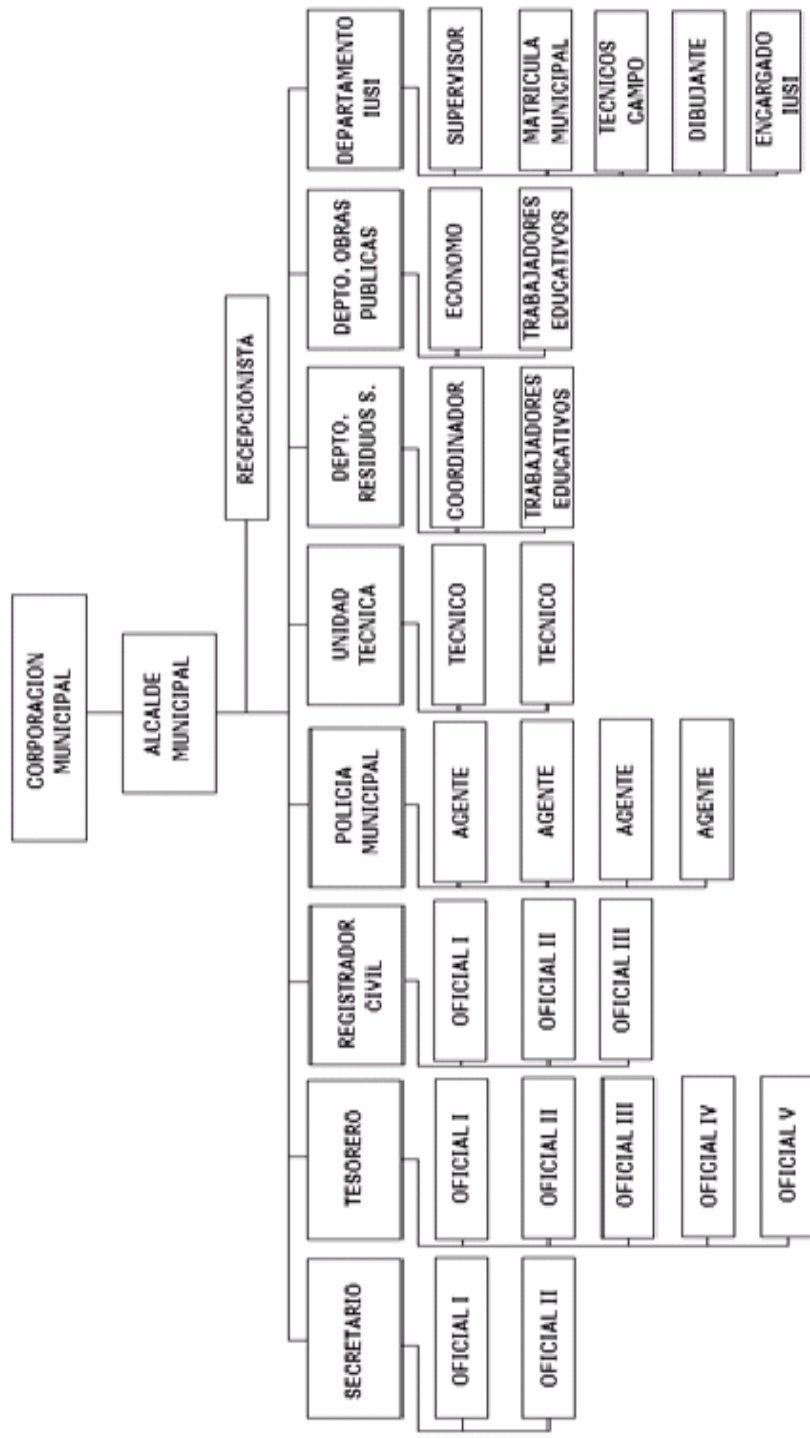 CORPORACION
MUNICIPAL
ALCALDE
MUNICIPAL
RECEPCIONISTA
SECRETARIO
OFICIAL I
OFICIAL II
TESORERO
OFICIAL I
OFICIAL II
OFICIAL III
OFICIAL IV
OFICIAL V
REGISTRADOR
CIVIL
OFICIAL I
OFICIAL II
OFICIAL III
POLICIA
MUNICIPAL
AGENTE
AGENTE
AGENTE
AGENTE
UNIDAD
TECNICA
TECNICO
TECNICO
DEPTO.
RESIDUOS S.
COORDINADOR
TRABAJADORES
EDUCATIVOS
DEPTO. OBRAS
PUBLICAS
ECONOMO
TRABAJADORES
EDUCATIVOS
DEPARTAMENTO
IUSI
SUPERVISOR
MATRICULA
MUNICIPAL
TECNICOS
CAMPO
DIBUJANTE
ENCARGADO
IUSI